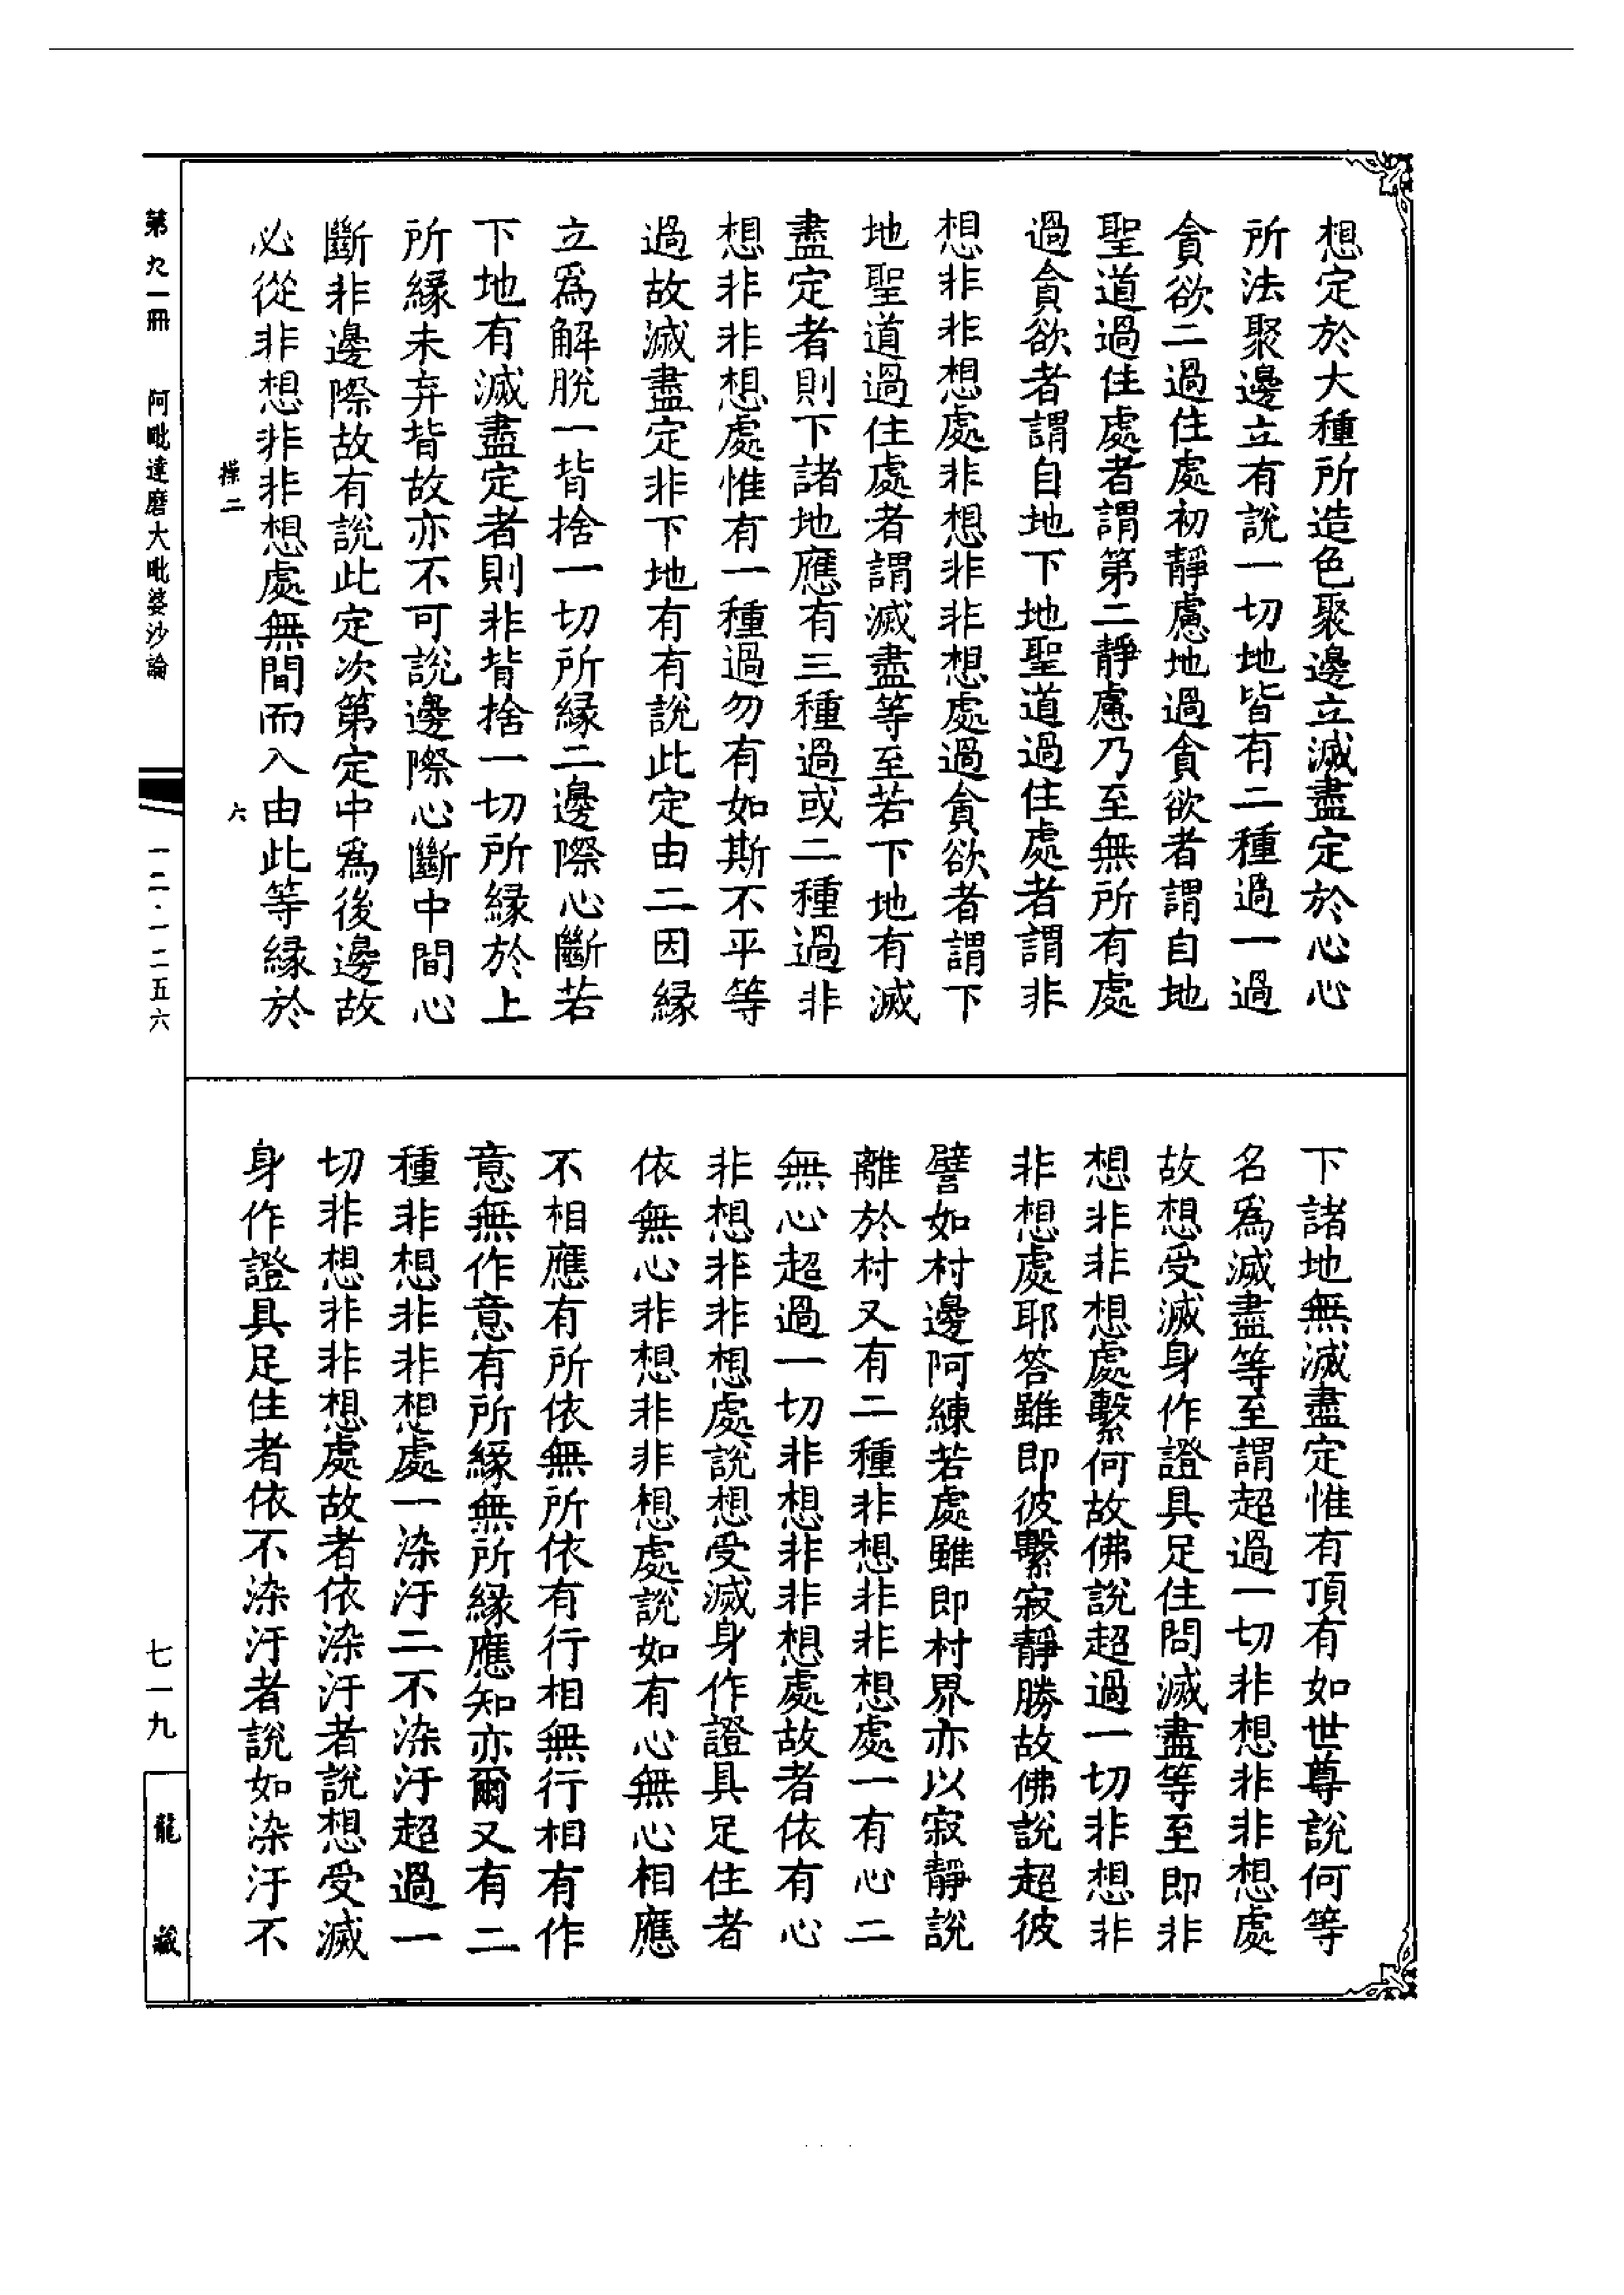 想定於大種所造色聚邊立滅盡定於心心
所法聚邊立有說一切地皆有二種過一過
貪欲二過住處初靜慮地過貪欲者謂自地
聖道過住處者謂第二靜慮乃至無所有處
過貪欲者謂自地下地聖道過住處者謂非
想非非想處非想非非想處過貪欲者謂下
地聖道過住處者謂滅盡等至若下地有滅
盡定者則下諸地應有三種過或二種過非
想非非想處惟有一種過勿有如斯不平等
過故滅盡定非下地有有說此定由二因緣
立爲解脫一背捨一切所緣二邊際心斷若
下地有滅盡定者則非背捨一切所緣於上
所緣未弃背故亦不可說邊際心斷中間心
斷非邊際故有說此定次第定中爲後邊故
必從非想非非想處無間而入由此等緣於
下諸地無滅盡定惟有頂有如世尊說何等
名爲滅盡等至謂超過一切非想非非想處
故想受滅身作證具足住問滅盡等至即非
想非非想處繫何故佛說超過一切非想非
非想處耶答雖即彼繫寂靜勝故佛說超彼
譬如村邊阿練若處雖即村界亦以寂靜說
離於村又有二種非想非非想處一有心二
無心超過一切非想非非想處故者依有心
非想非非想處說想受滅身作證具足住者
依無心非想非非想處說如有心無心相應
不相應有所依無所依有行相無行相有作
意無作意有所緣無所緣應知亦爾又有二
種非想非非想處一染汙二不染汙超過一
切非想非非想處故者依染汙者說想受滅
身作證具足住者依不染汙者說如染汙不
操二 六
第九一冊 阿毗達磨大毗婆沙論 一二·一二五六
七一九 龍藏